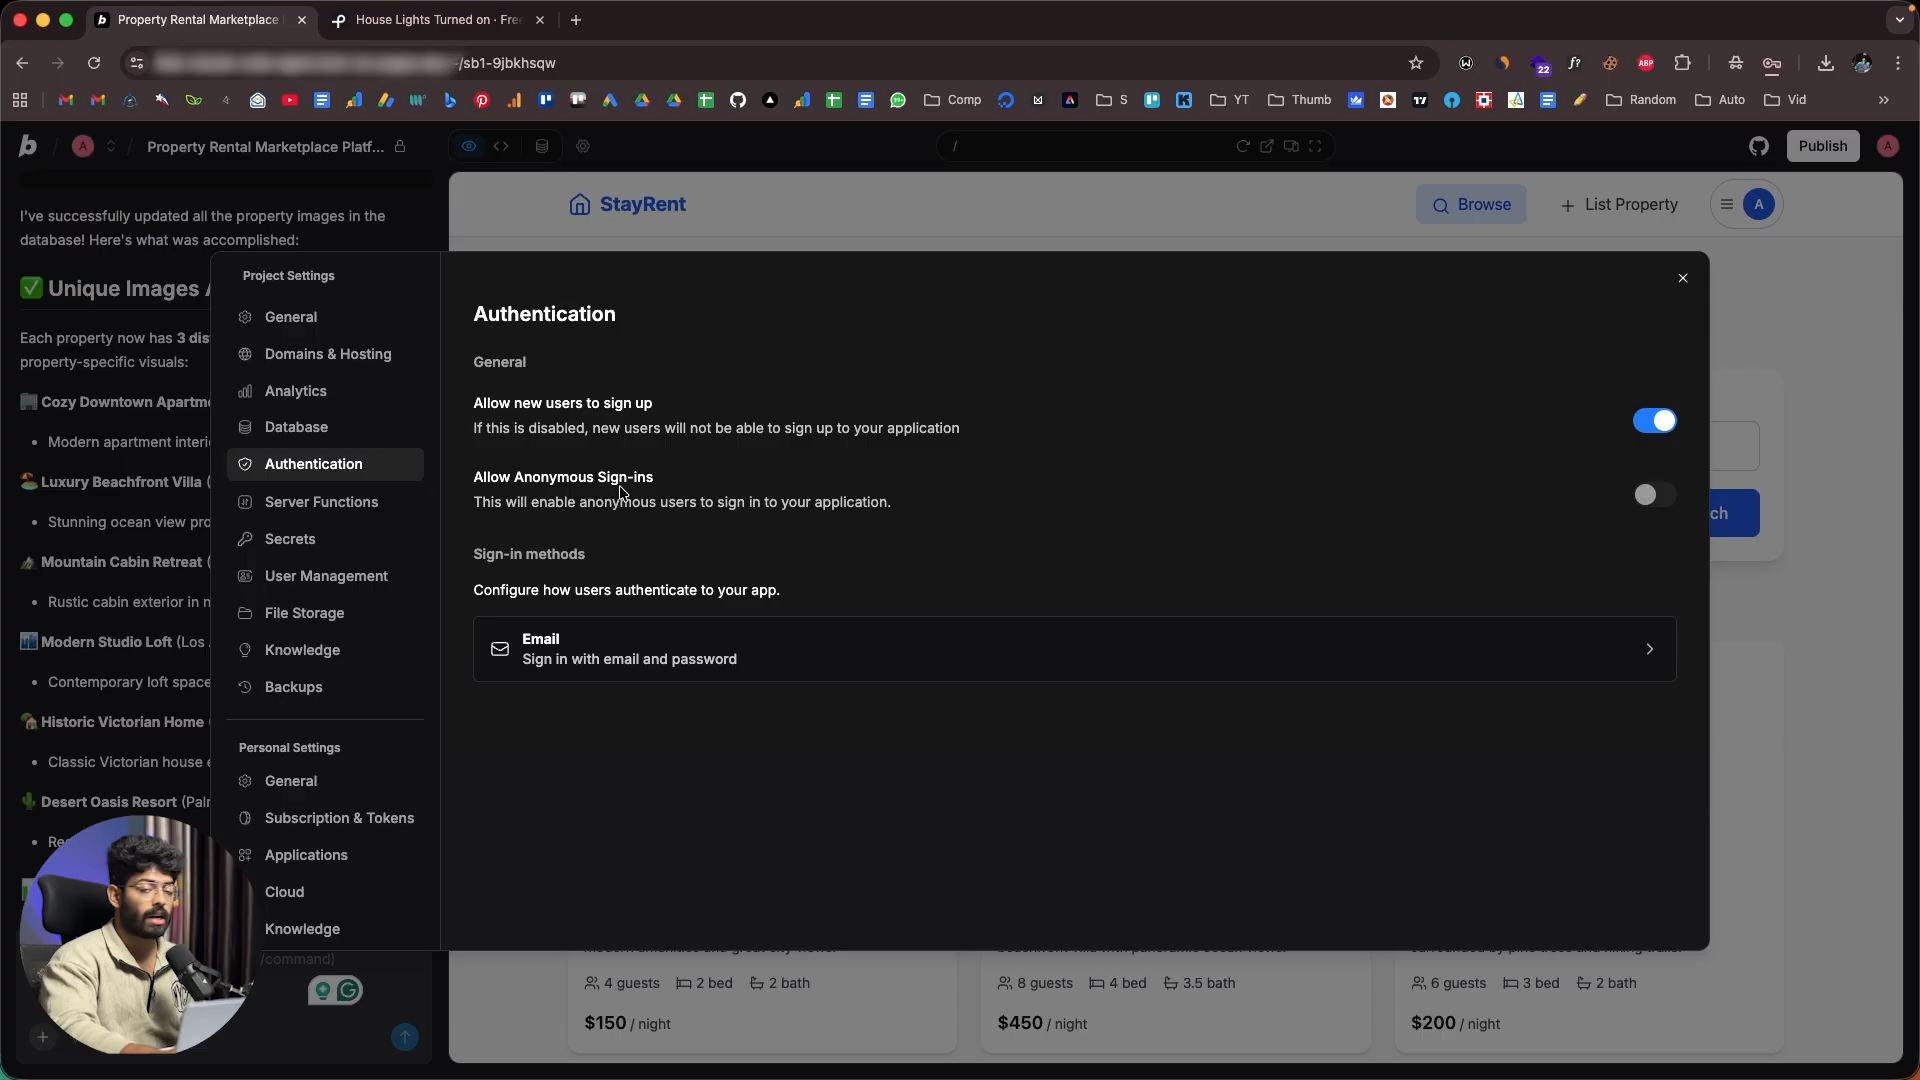 Property Rental Marketplace
House Lights Turned on · Fre
/sb1-9jbkhsqw
22
f?
ABP
Comp
S
YT
Thumb
Random
Auto
Vid
b
A
Property Rental Marketplace Platf...
/
Publish
A
I've successfully updated all the property images in the
database! Here's what was accomplished:
Unique Images
Each property now has 3 dis
property-specific visuals:
Cozy Downtown Apartm
• Modern apartment interi
Luxury Beachfront Villa (
• Stunning ocean view pro
Mountain Cabin Retreat (
• Rustic cabin exterior in n
Modern Studio Loft (Los
• Contemporary loft space
Historic Victorian Home
• Classic Victorian house e
Desert Oasis Resort (Palr
• Re
/command)
StayRent
Browse
List Property
A
Project Settings
General
Domains & Hosting
Analytics
Database
Authentication
Server Functions
Secrets
User Management
File Storage
Knowledge
Backups
Personal Settings
General
Subscription & Tokens
Applications
Cloud
Knowledge
Authentication
General
Allow new users to sign up
If this is disabled, new users will not be able to sign up to your application
Allow Anonymous Sign-ins
This will enable anonymous users to sign in to your application.
Sign-in methods
Configure how users authenticate to your app.
Email
Sign in with email and password
ch
4 guests 2 bed 2 bath
$150 / night
8 guests 4 bed 3.5 bath
$450 / night
6 guests 3 bed 2 bath
$200 / night